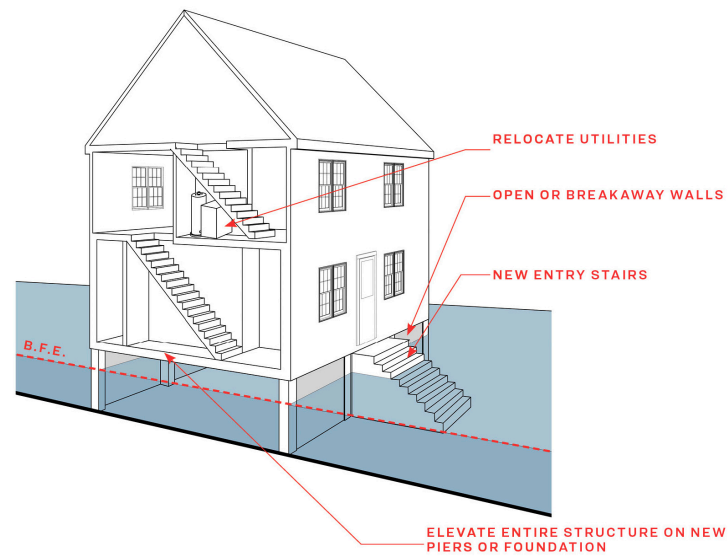 RELOCATE UTILITIES
OPEN OR BREAKAWAY WALLS
NEW ENTRY STAIRS
B.F.E.
ELEVATE ENTIRE STRUCTURE ON NEW
PIERS OR FOUNDATION